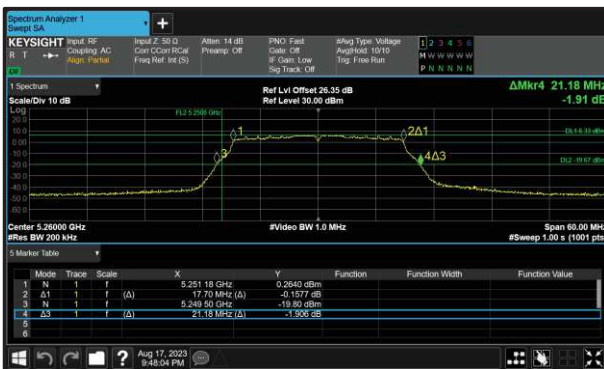 Spectrum Analyzer 1
Swept SA
KEYSIGHT
R T
Input: RF
Coupling: AC
Align: Partial
Input Z: 50 Ω
Corr CCorr RCal
Freq Ref: Int (S)
Atten: 14 dB
Preamp: Off
PNO: Fast
Gate: Off
IF Gain: Low
Sig Track: Off
#Avg Type: Voltage
Avg|Hold: 10/10
Trig: Free Run
1 2 3 4 5 6
M W W W W W
P N N N N N
1 Spectrum
Scale/Div 10 dB
Ref Lvl Offset 26.35 dB
Ref Level 30.00 dBm
ΔMkr4 21.18 MHz
-1.91 dB
Log
20.0
10.0
0.00
-10.0
-20.0
-30.0
-40.0
-50.0
-60.0
1
2Δ1
3
4Δ3
DL2 -19.67 dBm
Center 5.26000 GHz
#Video BW 1.0 MHz
Span 60.00 MHz
#Res BW 200 kHz
#Sweep 1.00 s (1001 pts)
5 Marker Table
Mode Trace Scale X Y Function Function Width Function Value
1 N 1 f 5.251 18 GHz 0.2640 dBm
2 Δ1 1 f (Δ) 17.70 MHz (Δ) -0.1577 dB
3 N 1 f 5.249 50 GHz -19.80 dBm
4 Δ3 1 f (Δ) 21.18 MHz (Δ) -1.906 dB
5
6
Aug 17, 2023
9:48:04 PM